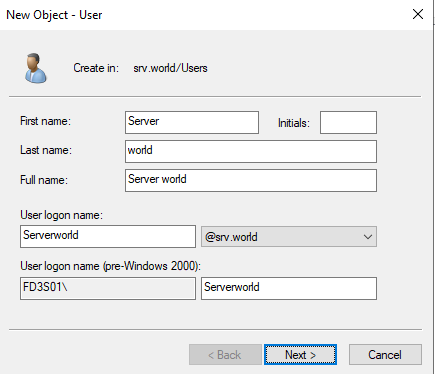 New Object - User
Create in: srv.world/Users
First name: Server Initials:
Last name: world
Full name: Server world
User logon name:
Serverworld @srv.world
User logon name (pre-Windows 2000):
FD3S01\ Serverworld
< Back Next > Cancel